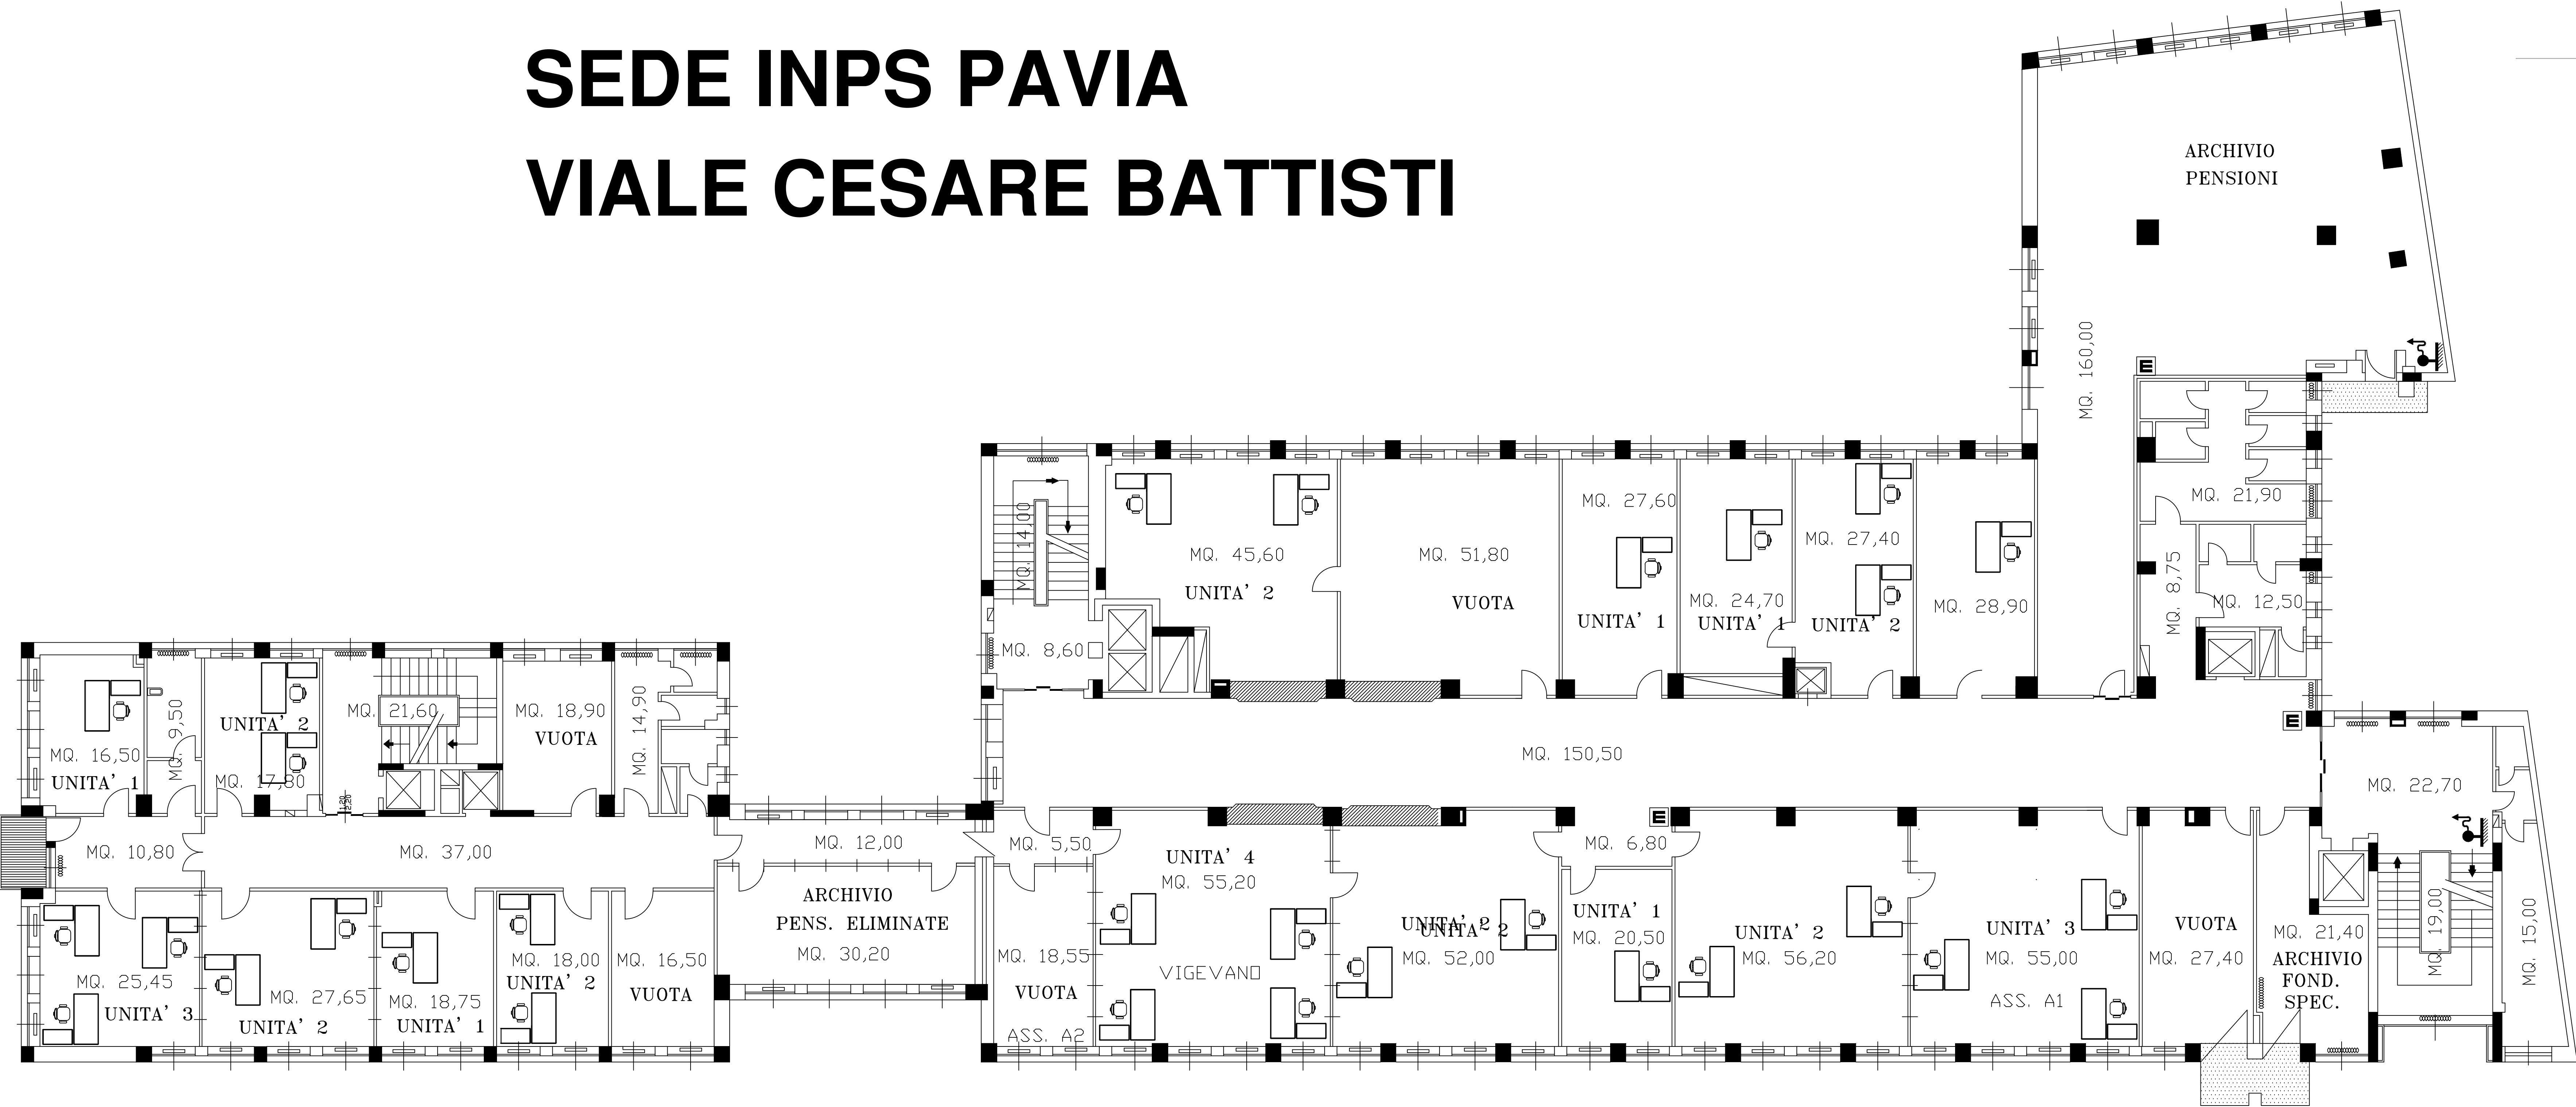 SEDE INPS PAVIA
VIALE CESARE BATTISTI
ARCHIVIO
PENSIONI
MQ. 160,00
E
MQ. 21,90
MQ. 8,75
MQ. 12,50
MQ. 14,00
MQ. 8,60
MQ. 45,60
UNITA' 2
MQ. 51,80
VUOTA
MQ. 27,60
UNITA' 1
MQ. 24,70
UNITA' 1
MQ. 27,40
UNITA' 2
MQ. 28,90
MQ. 16,50
UNITA' 1
MQ. 9,50
UNITA' 2
MQ. 17,80
MQ. 21,60
MQ. 18,90
VUOTA
MQ. 14,90
E
MQ. 150,50
MQ. 22,70
MQ. 10,80
MQ. 37,00
MQ. 12,00
MQ. 5,50
MQ. 6,80
E
MQ. 25,45
UNITA' 3
MQ. 27,65
UNITA' 2
MQ. 18,75
UNITA' 1
MQ. 18,00
UNITA' 2
MQ. 16,50
VUOTA
ARCHIVIO
PENS. ELIMINATE
MQ. 30,20
MQ. 18,55
VUOTA
ASS. A2
UNITA' 4
MQ. 55,20
VIGEVANO
UNITA' 2
UNITA' 2
MQ. 52,00
UNITA' 1
MQ. 20,50
UNITA' 2
MQ. 56,20
UNITA' 3
MQ. 55,00
ASS. A1
VUOTA
MQ. 27,40
MQ. 21,40
ARCHIVIO
FOND.
SPEC.
MQ. 19,00
MQ. 15,00